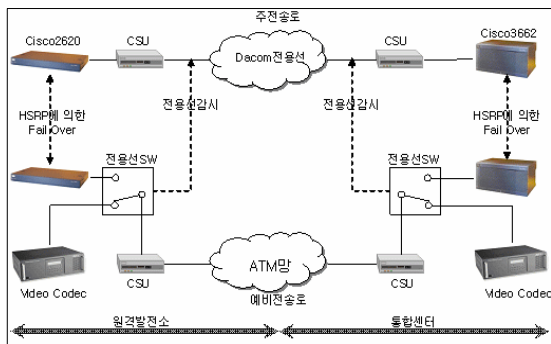 주전송로
Cisco2620
CSU
Dacom전용선
CSU
Cisco3662
HSRP에 의한
Fail Over
전용선감시
전용선감시
HSRP에 의한
Fail Over
전용선SW
전용선SW
ATM망
Video Codec
CSU
CSU
Video Codec
예비전송로
원격발전소
통합센터